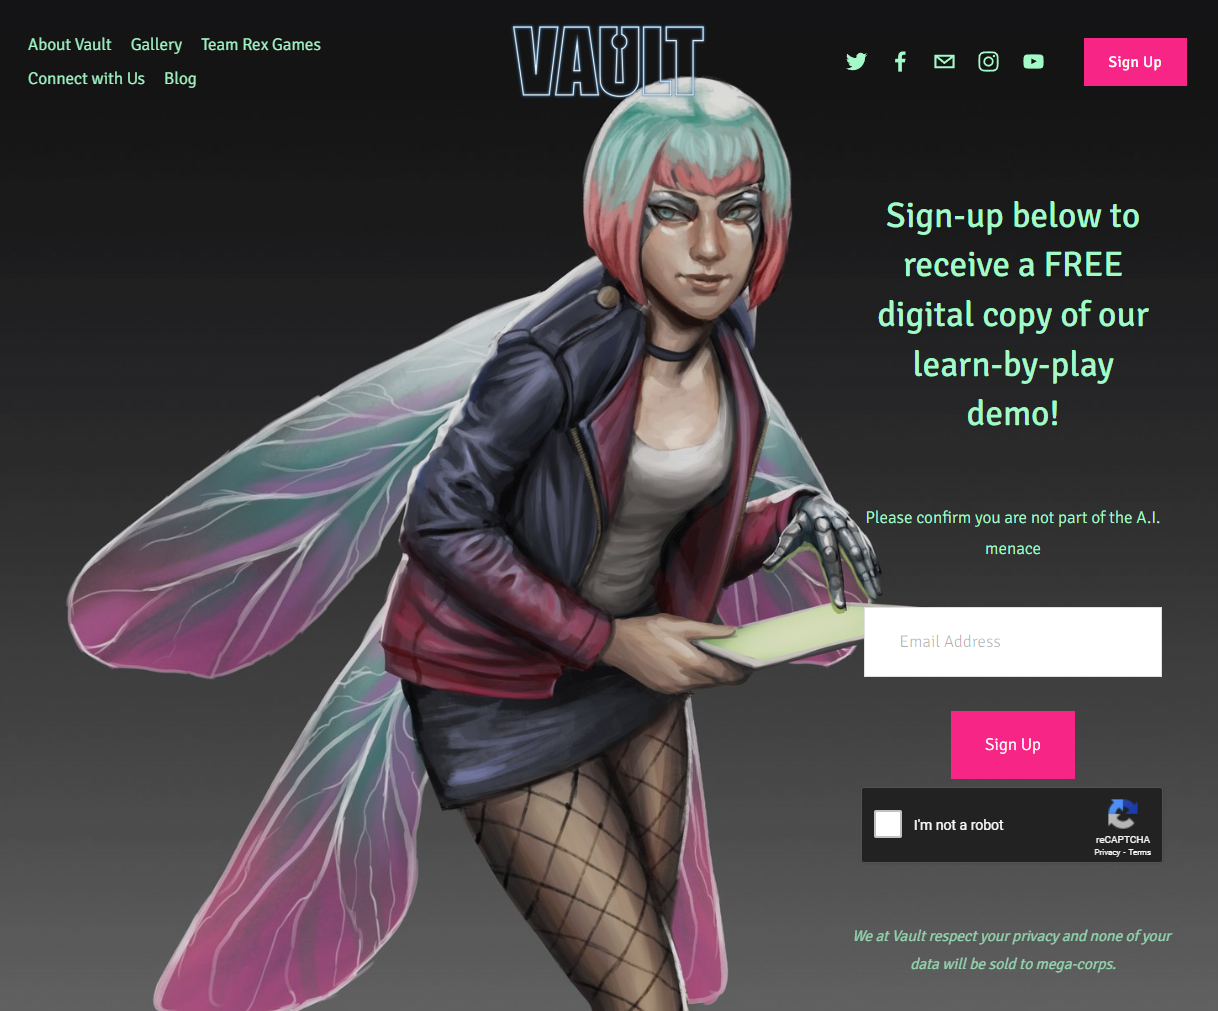 About Vault Gallery Team Rex Games
Connect with Us Blog
VAULT
Sign Up
Sign-up below to
receive a FREE
digital copy of our
learn-by-play
demo!
Please confirm you are not part of the A.I.
menace
Email Address
Sign Up
I'm not a robot
reCAPTCHA
Privacy - Terms
We at Vault respect your privacy and none of your
data will be sold to mega-corps.